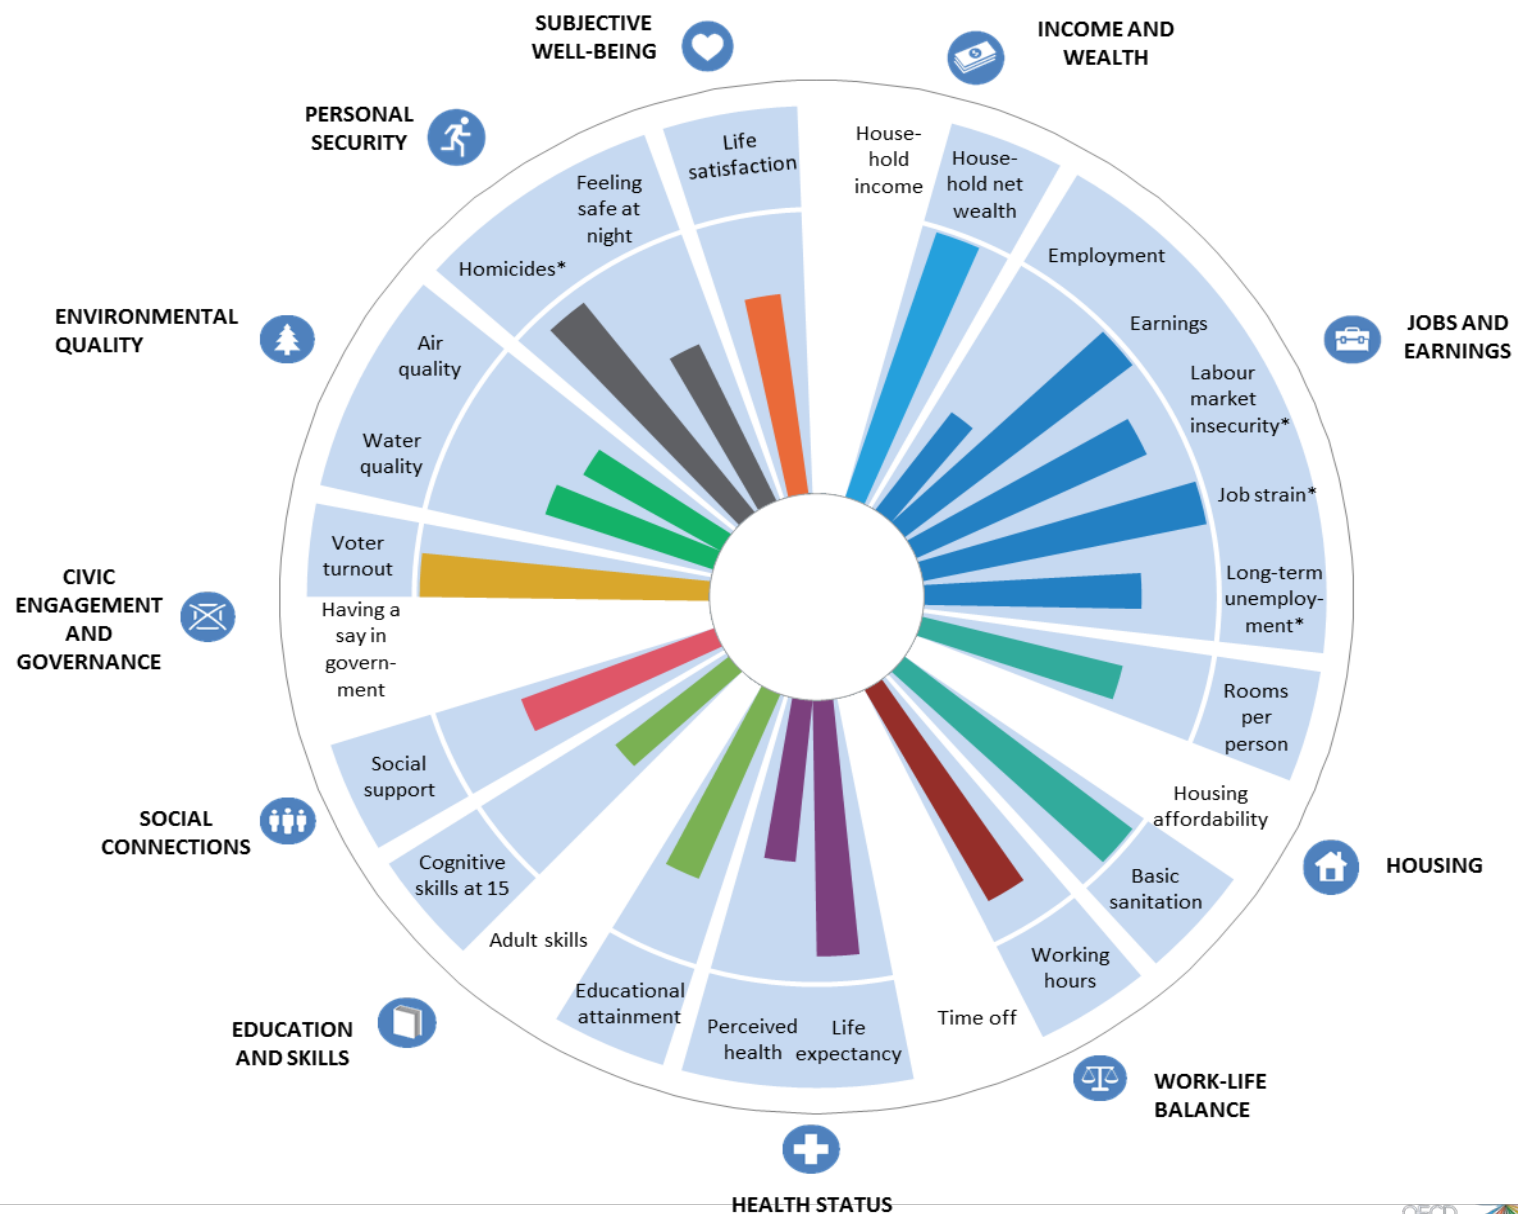 SUBJECTIVE
WELL-BEING
INCOME AND
WEALTH
PERSONAL
SECURITY
Life
satisfaction
House-
hold
income
House-
hold net
wealth
Feeling
safe at
night
Homicides*
Employment
ENVIRONMENTAL
QUALITY
Air
quality
Earnings
JOBS AND
EARNINGS
Labour
market
insecurity*
Water
quality
Job strain*
Voter
turnout
Long-term
unemploy-
ment*
CIVIC
ENGAGEMENT
AND
GOVERNANCE
Having a
say in
govern-
ment
Rooms
per
person
Social
support
Housing
affordability
SOCIAL
CONNECTIONS
Cognitive
skills at 15
Basic
sanitation
HOUSING
Adult skills
Working
hours
Educational
attainment
Perceived
health
Life
expectancy
Time off
EDUCATION
AND SKILLS
WORK-LIFE
BALANCE
HEALTH STATUS
OECD